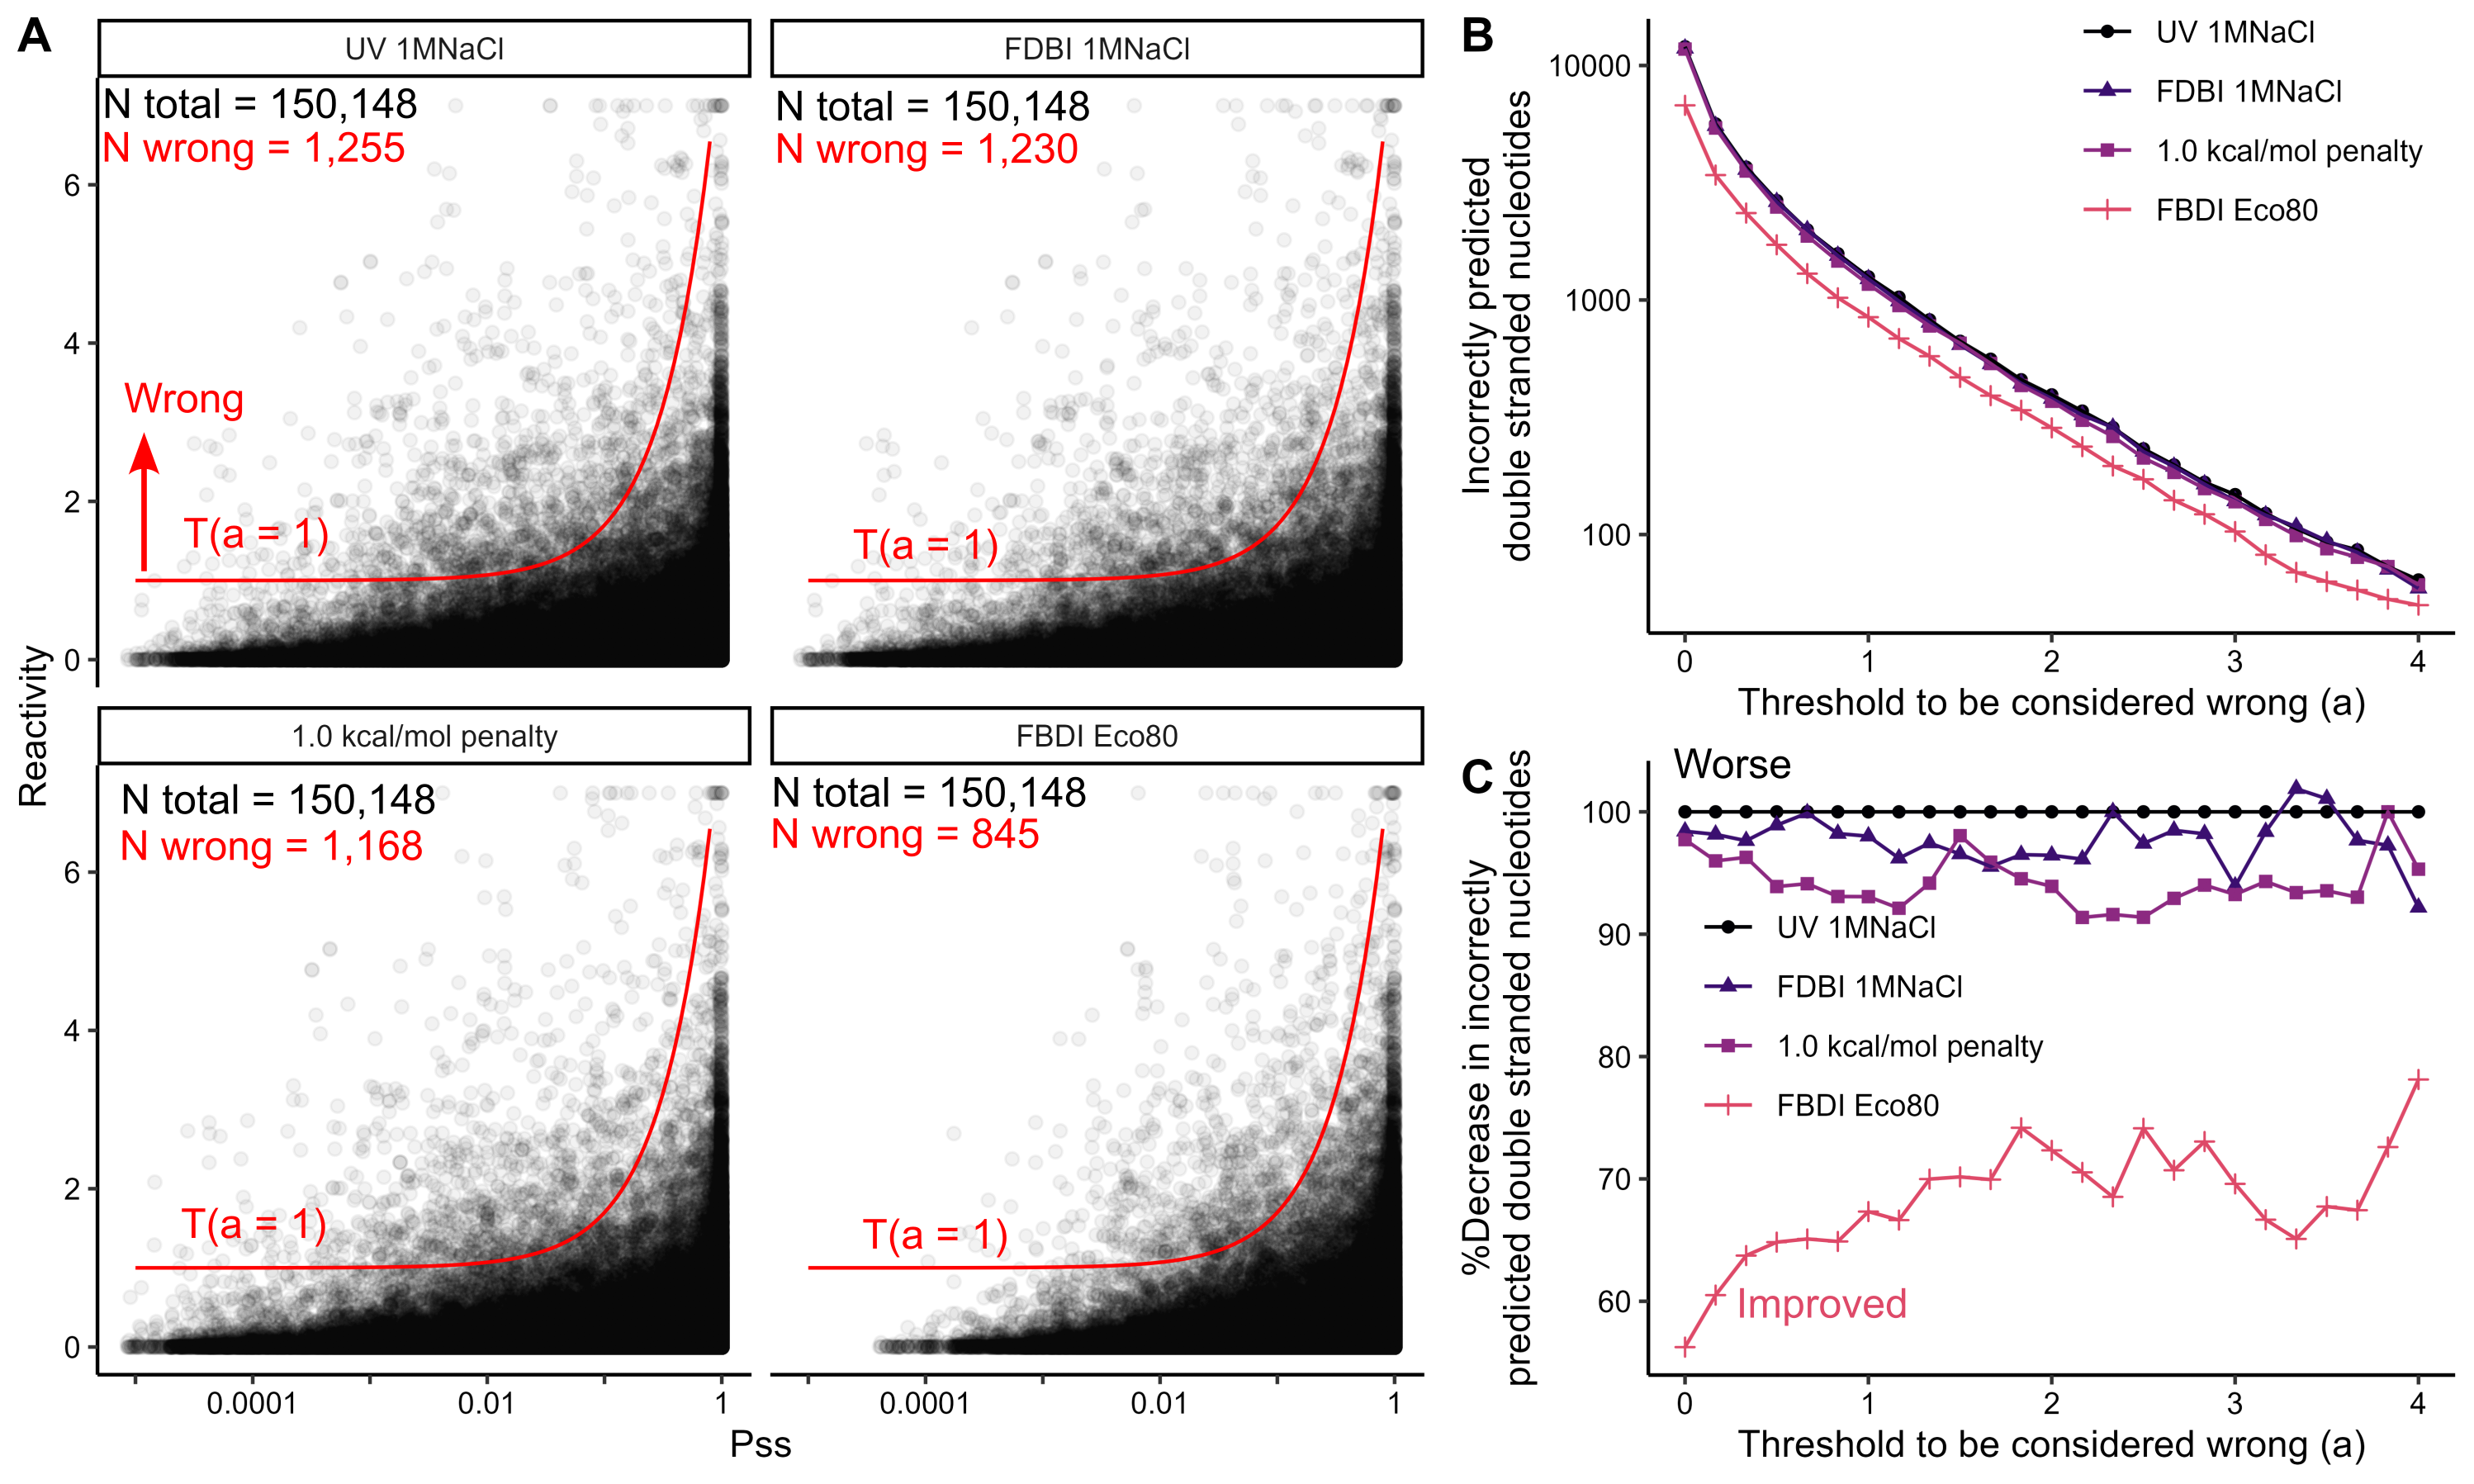 A
UV 1MNaCl
N total = 150,148
N wrong = 1,255
Wrong
T(a = 1)
FDBI 1MNaCl
N total = 150,148
N wrong = 1,230
T(a = 1)
6
4
2
0
Reactivity
1.0 kcal/mol penalty
N total = 150,148
N wrong = 1,168
T(a = 1)
FBDI Eco80
N total = 150,148
N wrong = 845
T(a = 1)
6
4
2
0
0.0001
0.01
1
0.0001
0.01
1
Pss
B
Incorrectly predicted
double stranded nucleotides
10000
1000
100
UV 1MNaCl
FDBI 1MNaCl
1.0 kcal/mol penalty
FBDI Eco80
0
1
2
3
4
Threshold to be considered wrong (a)
C
%Decrease in incorrectly
predicted double stranded nucleotides
Worse
100
90
80
70
60
UV 1MNaCl
FDBI 1MNaCl
1.0 kcal/mol penalty
FBDI Eco80
Improved
0
1
2
3
4
Threshold to be considered wrong (a)